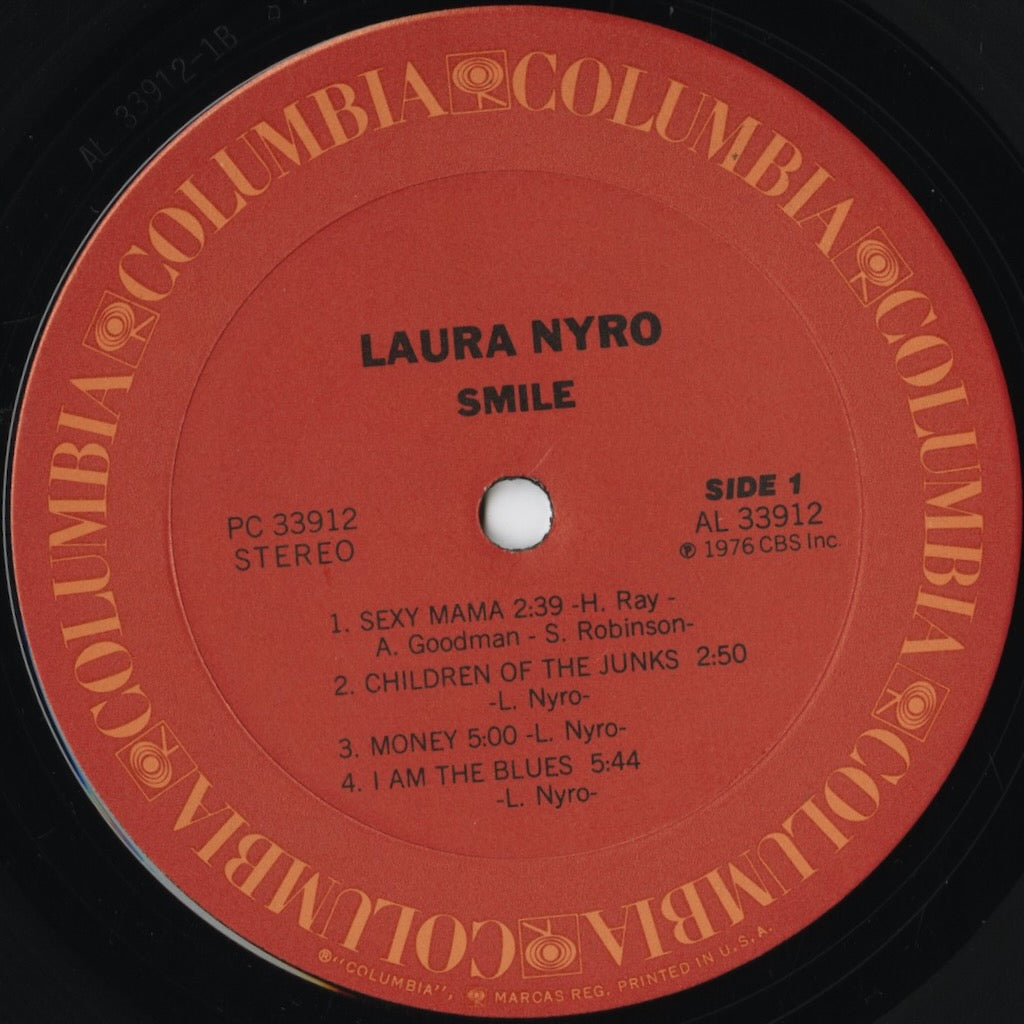 AL 33912-1B
COLUMBIA COLUMBIA COLUMBIA COLUMBIA COLUMBIA COLUMBIA
LAURA NYRO
SMILE
SIDE 1
PC 33912
AL 33912
STEREO
℗ 1976 CBS Inc.
1. SEXY MAMA 2:39 -H. Ray -
A. Goodman - S. Robinson-
2. CHILDREN OF THE JUNKS 2:50
-L. Nyro-
3. MONEY 5:00 -L. Nyro-
4. I AM THE BLUES 5:44
-L. Nyro-
®"COLUMBIA", MARCAS REG. PRINTED IN U.S.A.